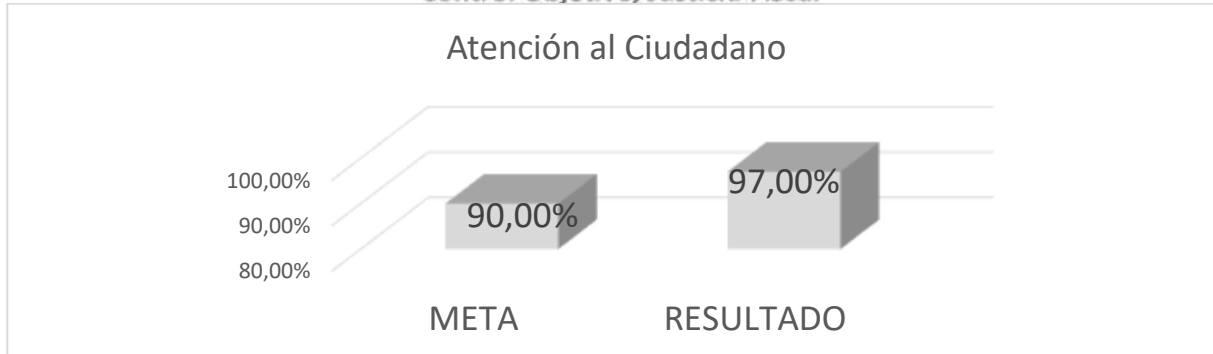 Atención al Ciudadano
100,00%
90,00%
80,00%
90,00%
97,00%
META RESULTADO